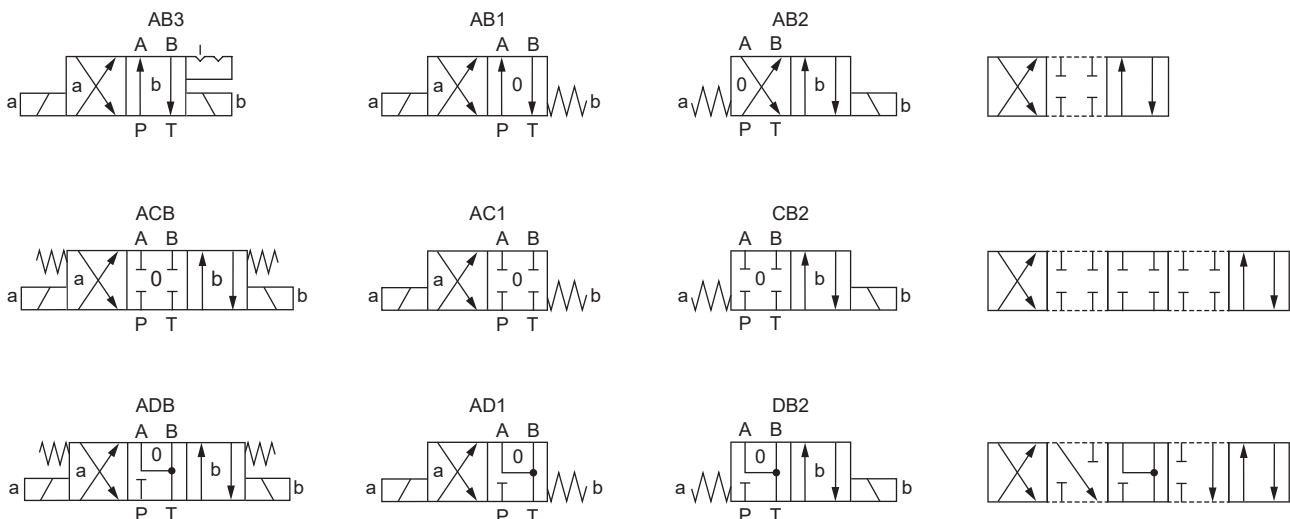 AB3 AB1 AB2
A B A B A B
a a b b a a 0 b a 0 b b
P T P T P T
ACB AC1 CB2
A B A B A B
a a 0 b b a a 0 b a 0 b b
P T P T P T
ADB AD1 DB2
A B A B A B
a a 0 b b a a 0 b a 0 b b
P T P T P T